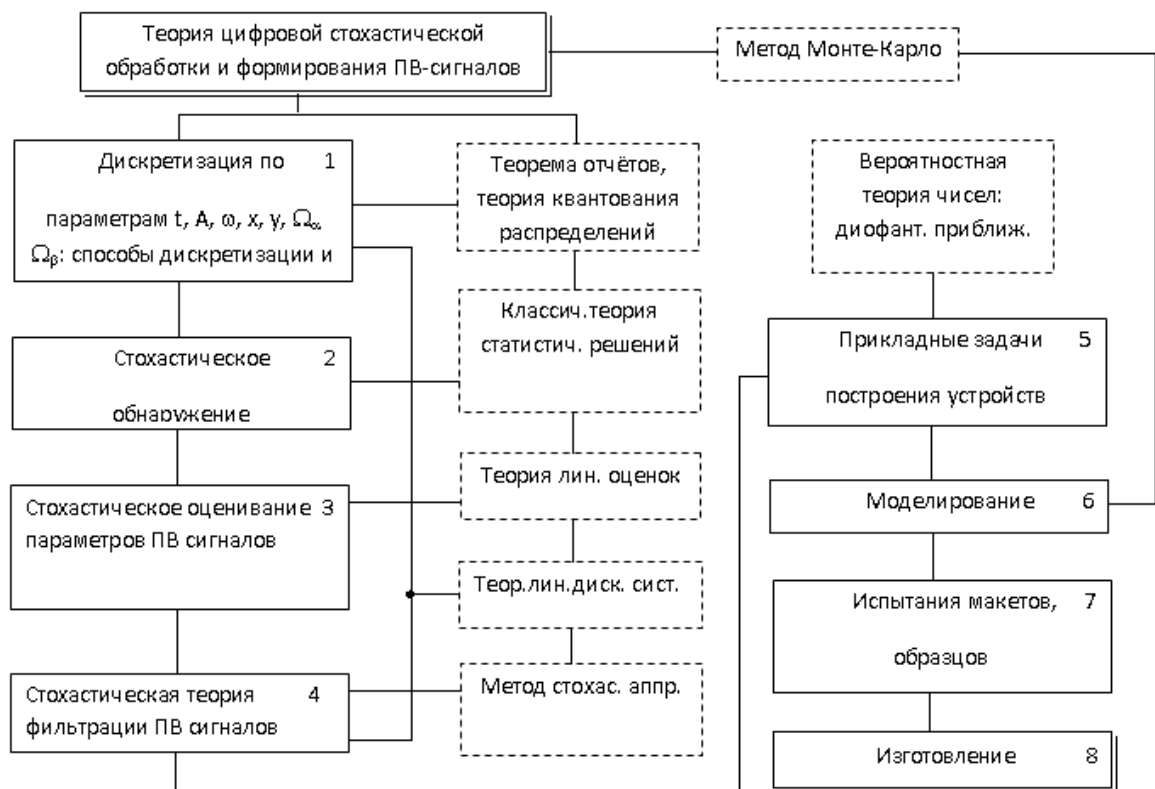 Теория цифровой стохастической
обработки и формирования ПВ-сигналов
Метод Монте-Карло
Дискретизация по 1
параметрам t, A, ω, x, y, Ωα,
Ωβ: способы дискретизации и
Теорема отчётов,
теория квантования
распределений
Вероятностная
теория чисел:
диофант. приближ.
Классич.теория
статистич. решений
Стохастическое 2
обнаружение
Прикладные задачи 5
построения устройств
Теория лин. оценок
Стохастическое оценивание 3
параметров ПВ сигналов
Моделирование 6
Теор.лин.диск. сист.
Испытания макетов, 7
образцов
Стохастическая теория 4
фильтрации ПВ сигналов
Метод стохас. аппр.
Изготовление 8